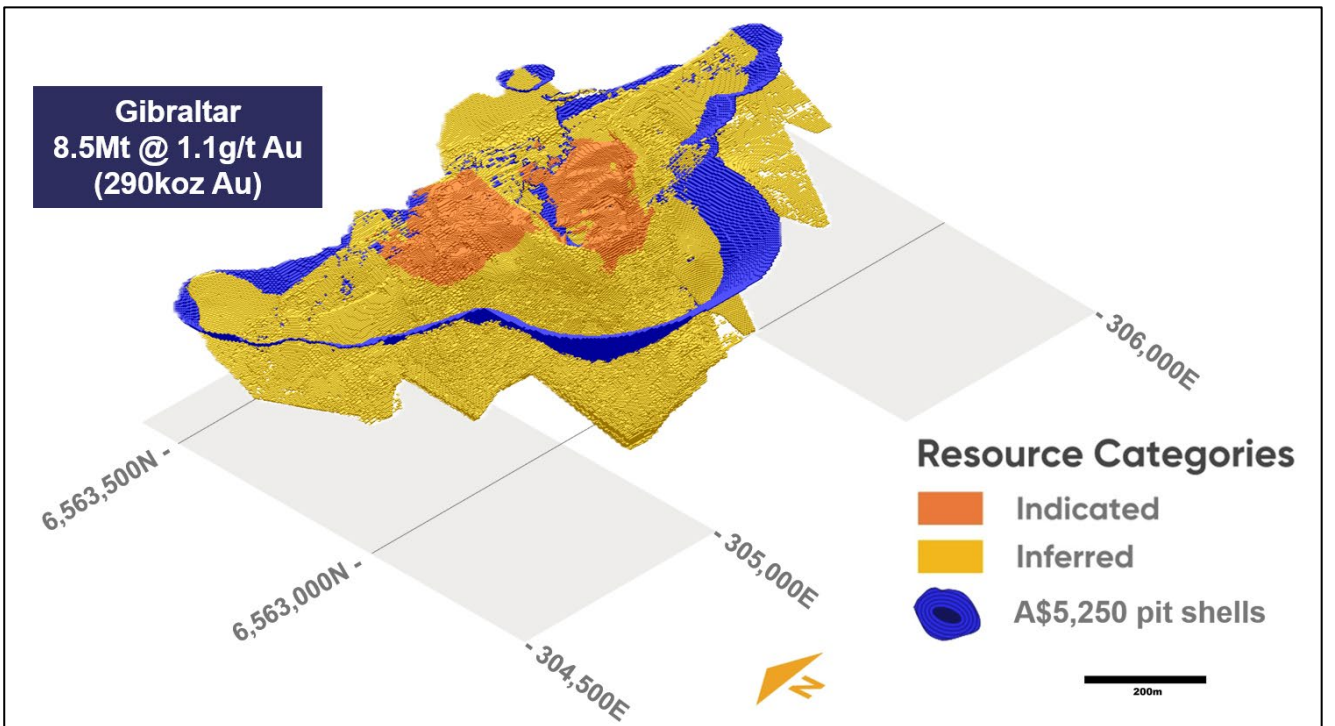 Gibraltar
8.5Mt @ 1.1g/t Au
(290koz Au)
6,563,500N -
6,563,000N -
- 306,000E
- 305,000E
- 304,500E
Resource Categories
Indicated
Inferred
A$5,250 pit shells
N
200m